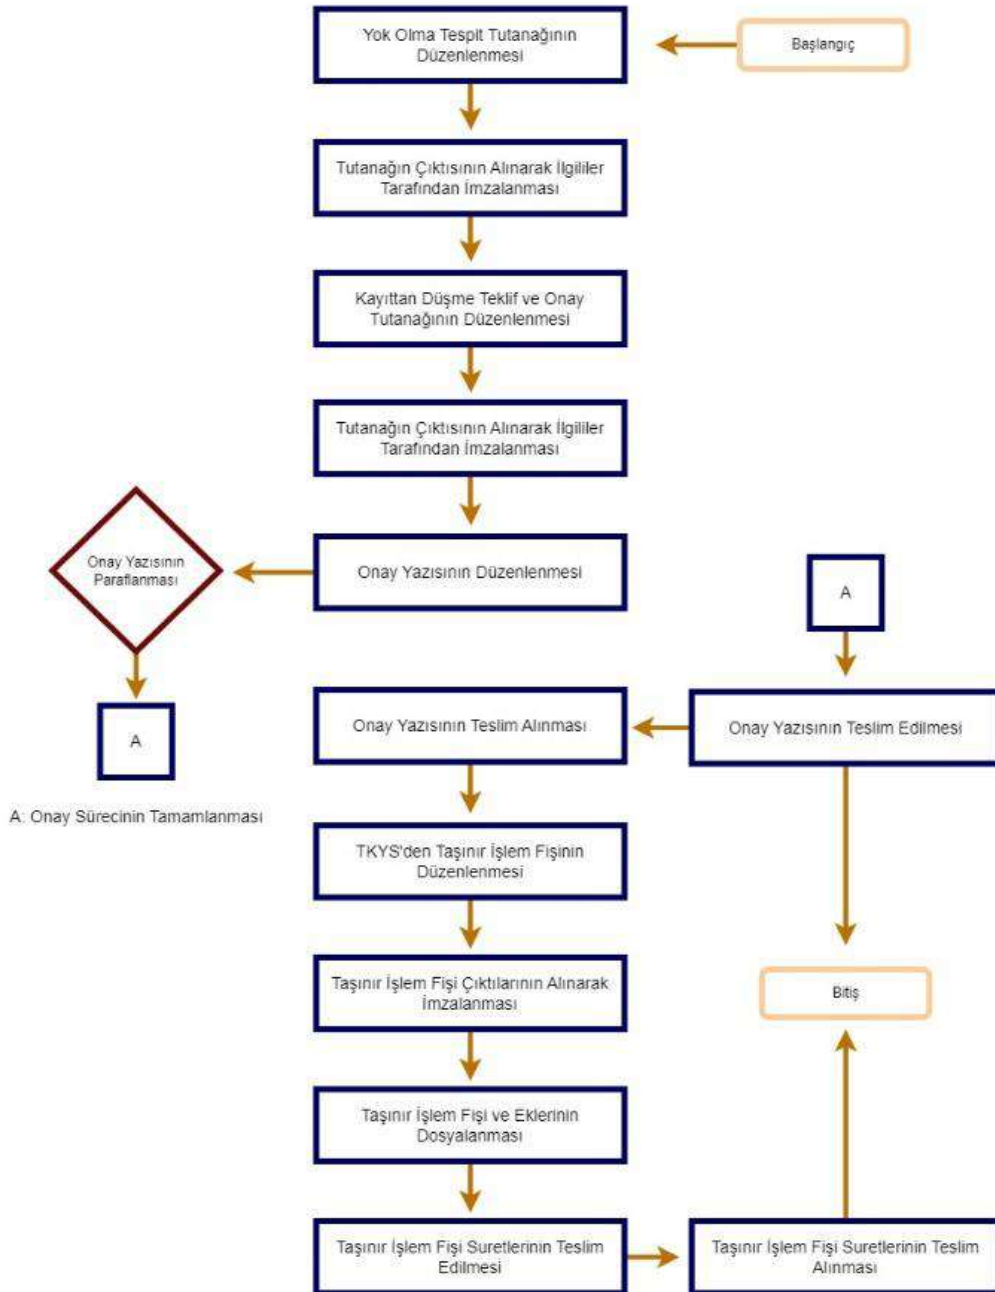 Başlangıç
Yok Olma Tespit Tutanağının
Düzenlenmesi
Tutanağın Çıktısının Alınarak İlgililer
Tarafından İmzalanması
Kayıttan Düşme Teklif ve Onay
Tutanağının Düzenlenmesi
Tutanağın Çıktısının Alınarak İlgililer
Tarafından İmzalanması
Onay Yazısının Düzenlenmesi
Onay Yazısının
Paraflanması
A
A: Onay Sürecinin Tamamlanması
A
Onay Yazısının Teslim Edilmesi
Onay Yazısının Teslim Alınması
TKYS'den Taşınır İşlem Fişinin
Düzenlenmesi
Taşınır İşlem Fişi Çıktılarının Alınarak
İmzalanması
Taşınır İşlem Fişi ve Eklerinin
Dosyalanması
Taşınır İşlem Fişi Suretlerinin Teslim
Edilmesi
Taşınır İşlem Fişi Suretlerinin Teslim
Alınması
Bitiş